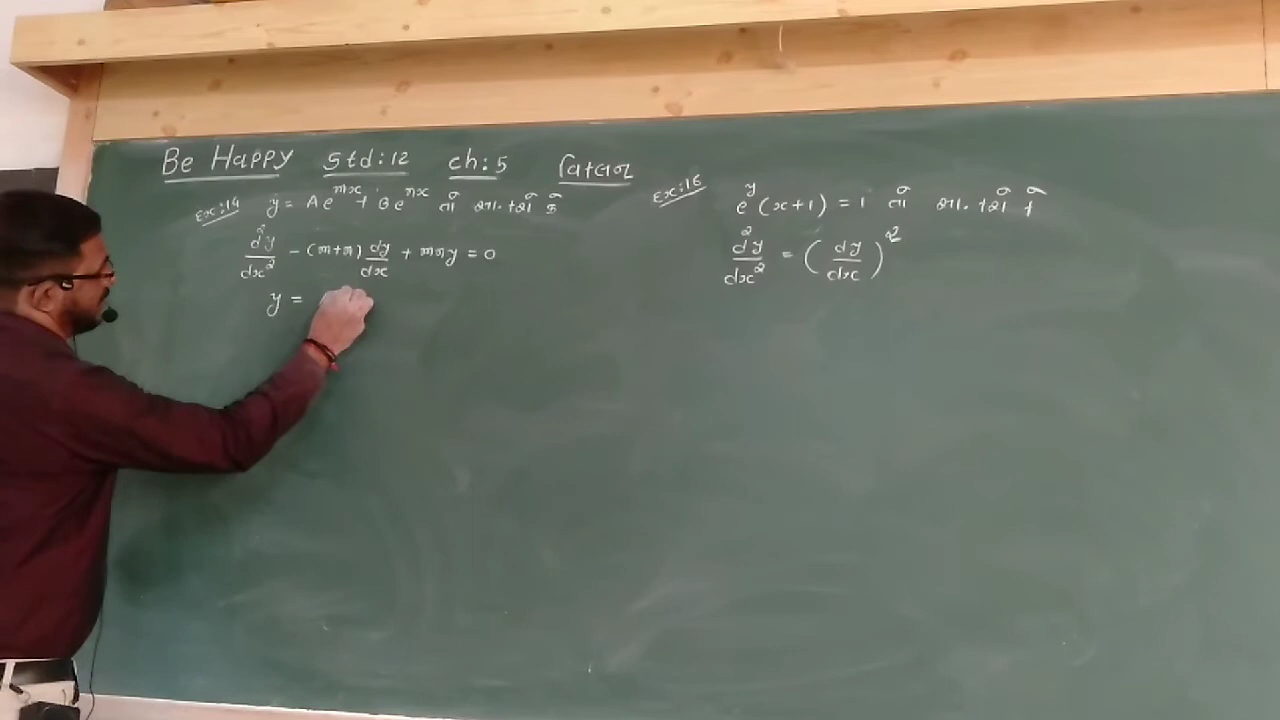 Be Happy Std:12 ch:5 વિકલન
Ex:14 y = Ae^mx + Be^nx તો સા. કરો કે
d²y/dx² - (m+n) dy/dx + mny = 0
y =
Ex:16 e^y (x+1) = 1 તો સા. કરો કે
d²y/dx² = (dy/dx)²